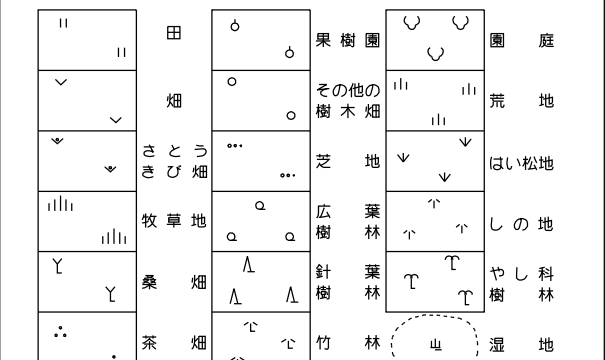 田
畑
さとう
きび畑
牧草地
桑畑
茶畑
果樹園
その他の
樹木畑
芝地
広葉
樹林
針葉
樹林
竹林
園庭
荒地
はい松地
しの地
やし科
樹林
湿地